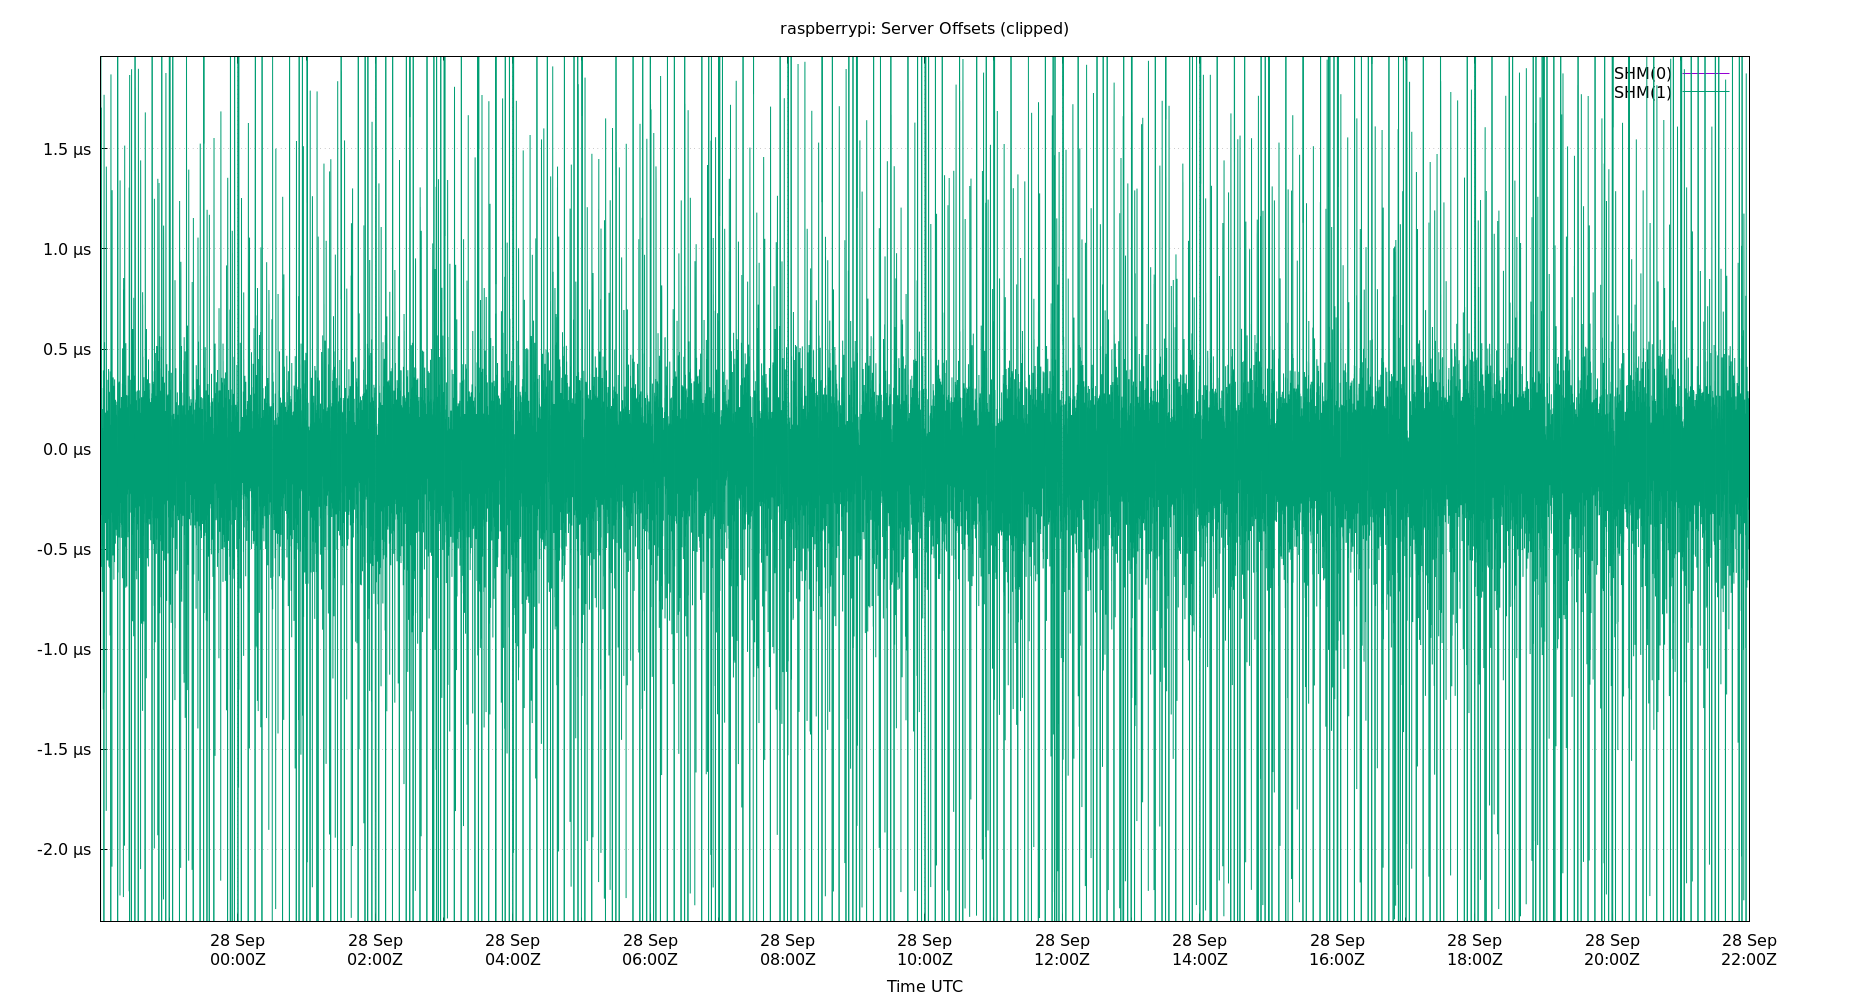 raspberrypi: Server Offsets (clipped)
SHM(0)
SHM(1)
1.5 µs
1.0 µs
0.5 µs
0.0 µs
-0.5 µs
-1.0 µs
-1.5 µs
-2.0 µs
28 Sep 28 Sep 28 Sep 28 Sep 28 Sep 28 Sep 28 Sep 28 Sep 28 Sep 28 Sep 28 Sep 28 Sep
00:00Z 02:00Z 04:00Z 06:00Z 08:00Z 10:00Z 12:00Z 14:00Z 16:00Z 18:00Z 20:00Z 22:00Z
Time UTC